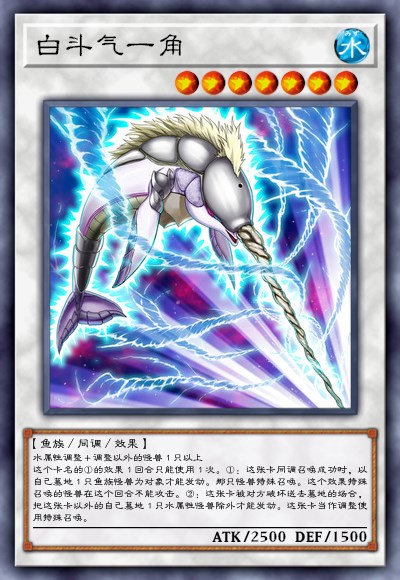 白斗气一角
水
【鱼族／同调／效果】
水属性调整＋调整以外的怪兽1只以上
这个卡名的①的效果1回合只能使用1次。①：这张卡同调召唤成功时，以
自己墓地1只鱼族怪兽为对象才能发动。那只怪兽特殊召唤。这个效果特殊
召唤的怪兽在这个回合不能攻击。②：这张卡被对方破坏送去墓地的场合，
把这张卡以外的自己墓地1只水属性怪兽除外才能发动。这张卡当作调整使
用特殊召唤。
ATK/2500 DEF/1500